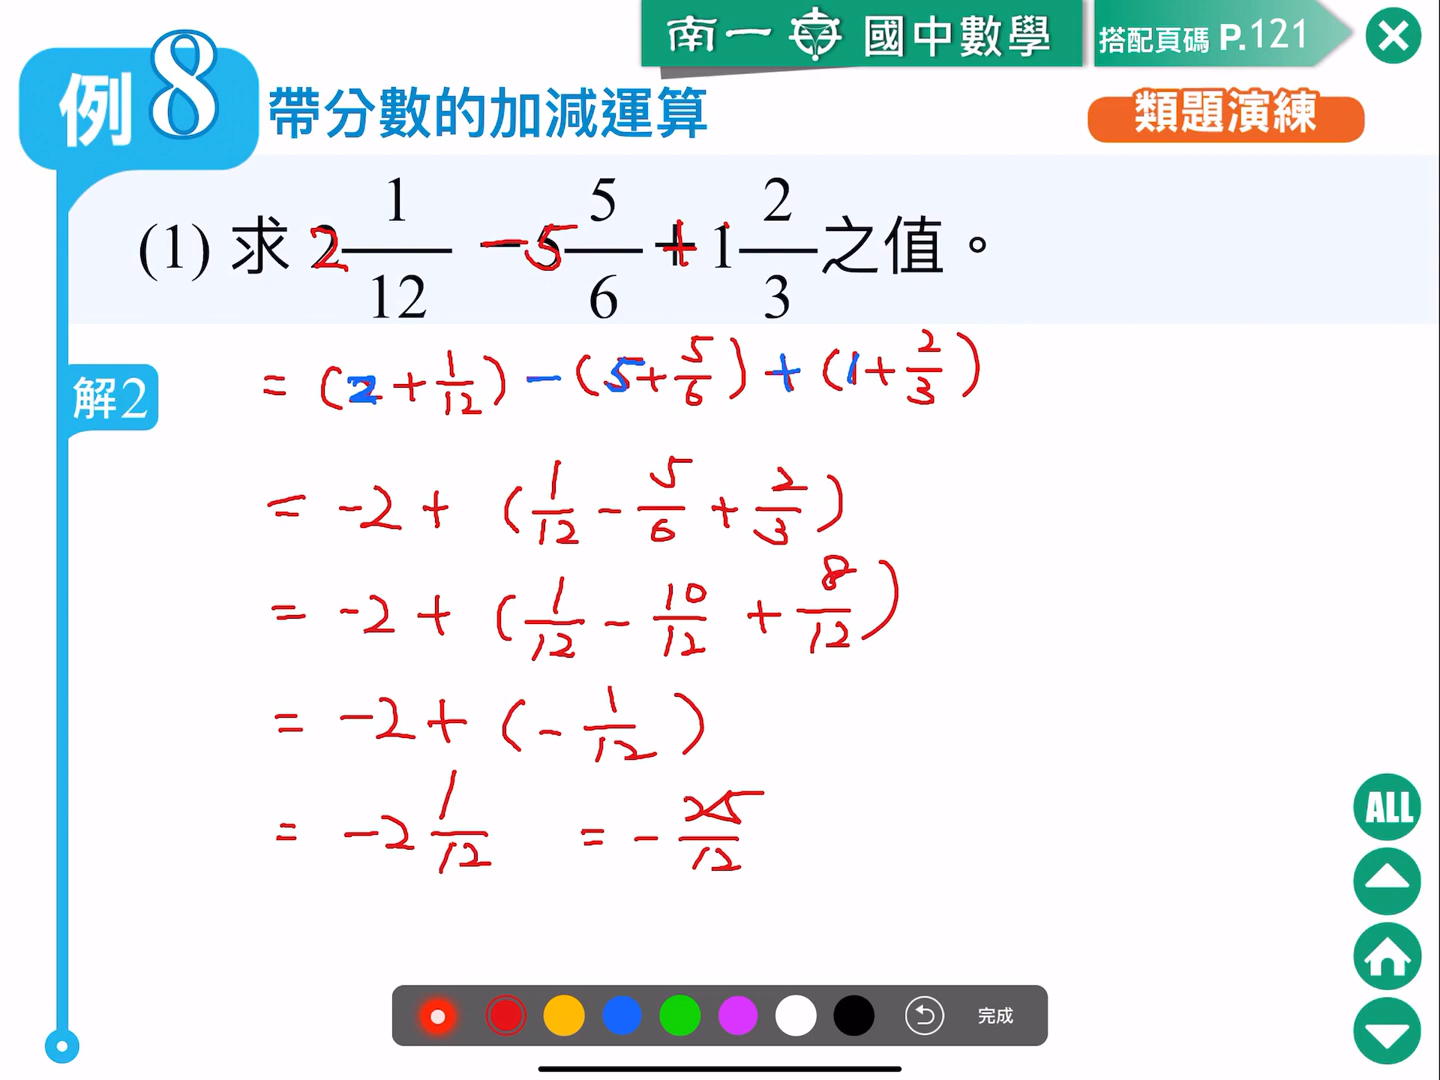 南一 國中數學 搭配頁碼 P.121
例8 帶分數的加減運算 類題演練
(1) 求 2 1/12 - 5 5/6 + 1 2/3 之值。
解2
= (2 + 1/12) - (5 + 5/6) + (1 + 2/3)
= -2 + (1/12 - 5/6 + 2/3)
= -2 + (1/12 - 10/12 + 8/12)
= -2 + (- 1/12)
= -2 1/12 = - 25/12
ALL
完成